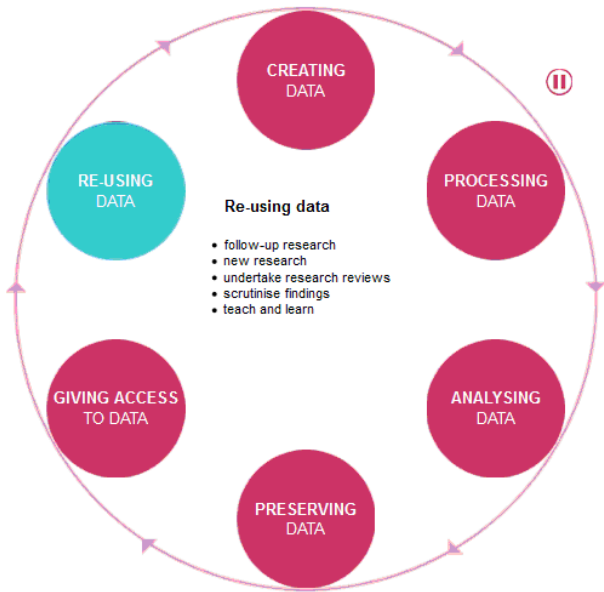 CREATING
DATA
PROCESSING
DATA
ANALYSING
DATA
PRESERVING
DATA
GIVING ACCESS
TO DATA
RE-USING
DATA
Re-using data
• follow-up research
• new research
• undertake research reviews
• scrutinise findings
• teach and learn